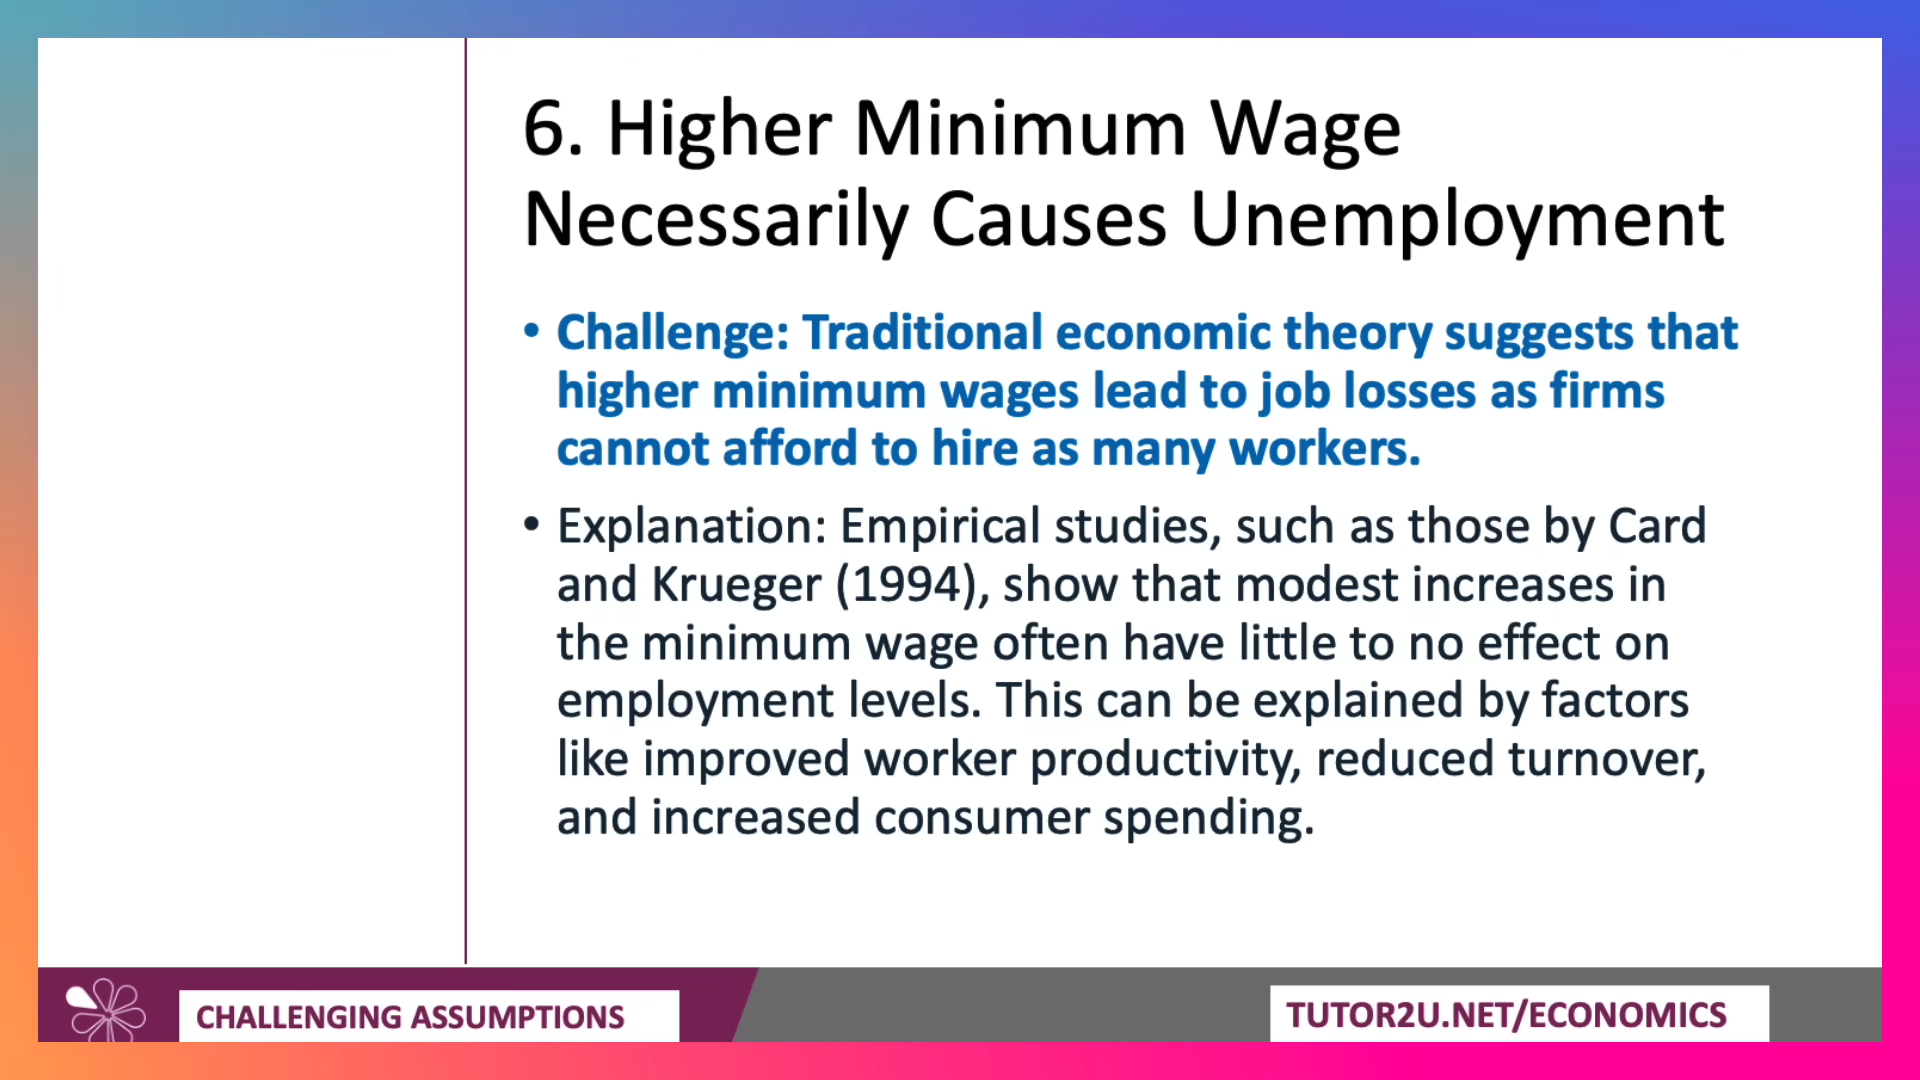 6. Higher Minimum Wage
Necessarily Causes Unemployment
• Challenge: Traditional economic theory suggests that
higher minimum wages lead to job losses as firms
cannot afford to hire as many workers.
• Explanation: Empirical studies, such as those by Card
and Krueger (1994), show that modest increases in
the minimum wage often have little to no effect on
employment levels. This can be explained by factors
like improved worker productivity, reduced turnover,
and increased consumer spending.
CHALLENGING ASSUMPTIONS
TUTOR2U.NET/ECONOMICS